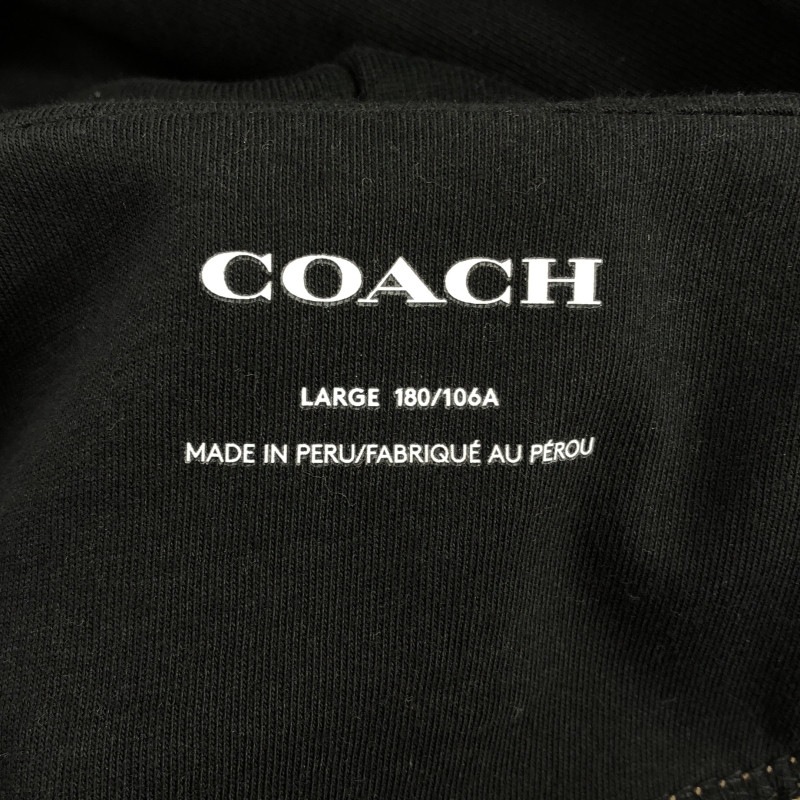 COACH
LARGE 180/106A
MADE IN PERU/FABRIQUÉ AU PÉROU